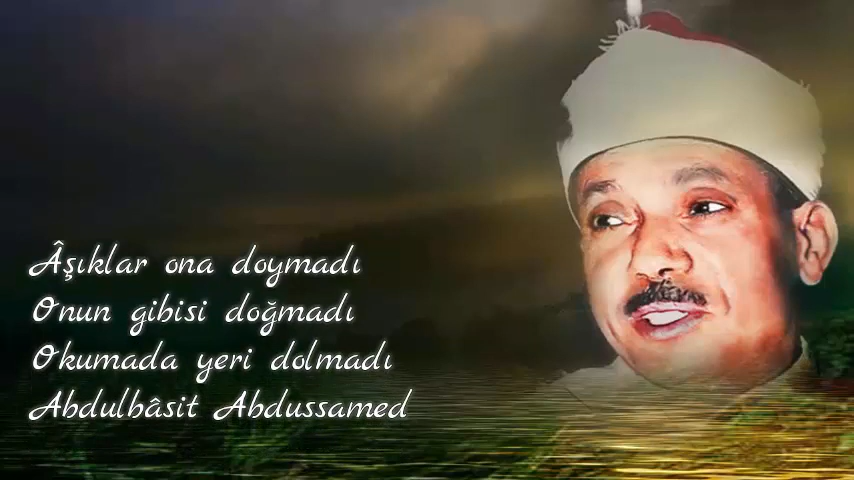 Âşıklar ona doymadı
Onun gibisi doğmadı
Okumada yeri dolmadı
Abdulbâsit Abdussamed